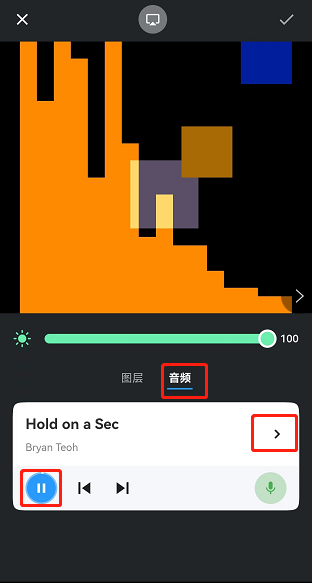 100
图层 音频
Hold on a Sec
Bryan Teoh